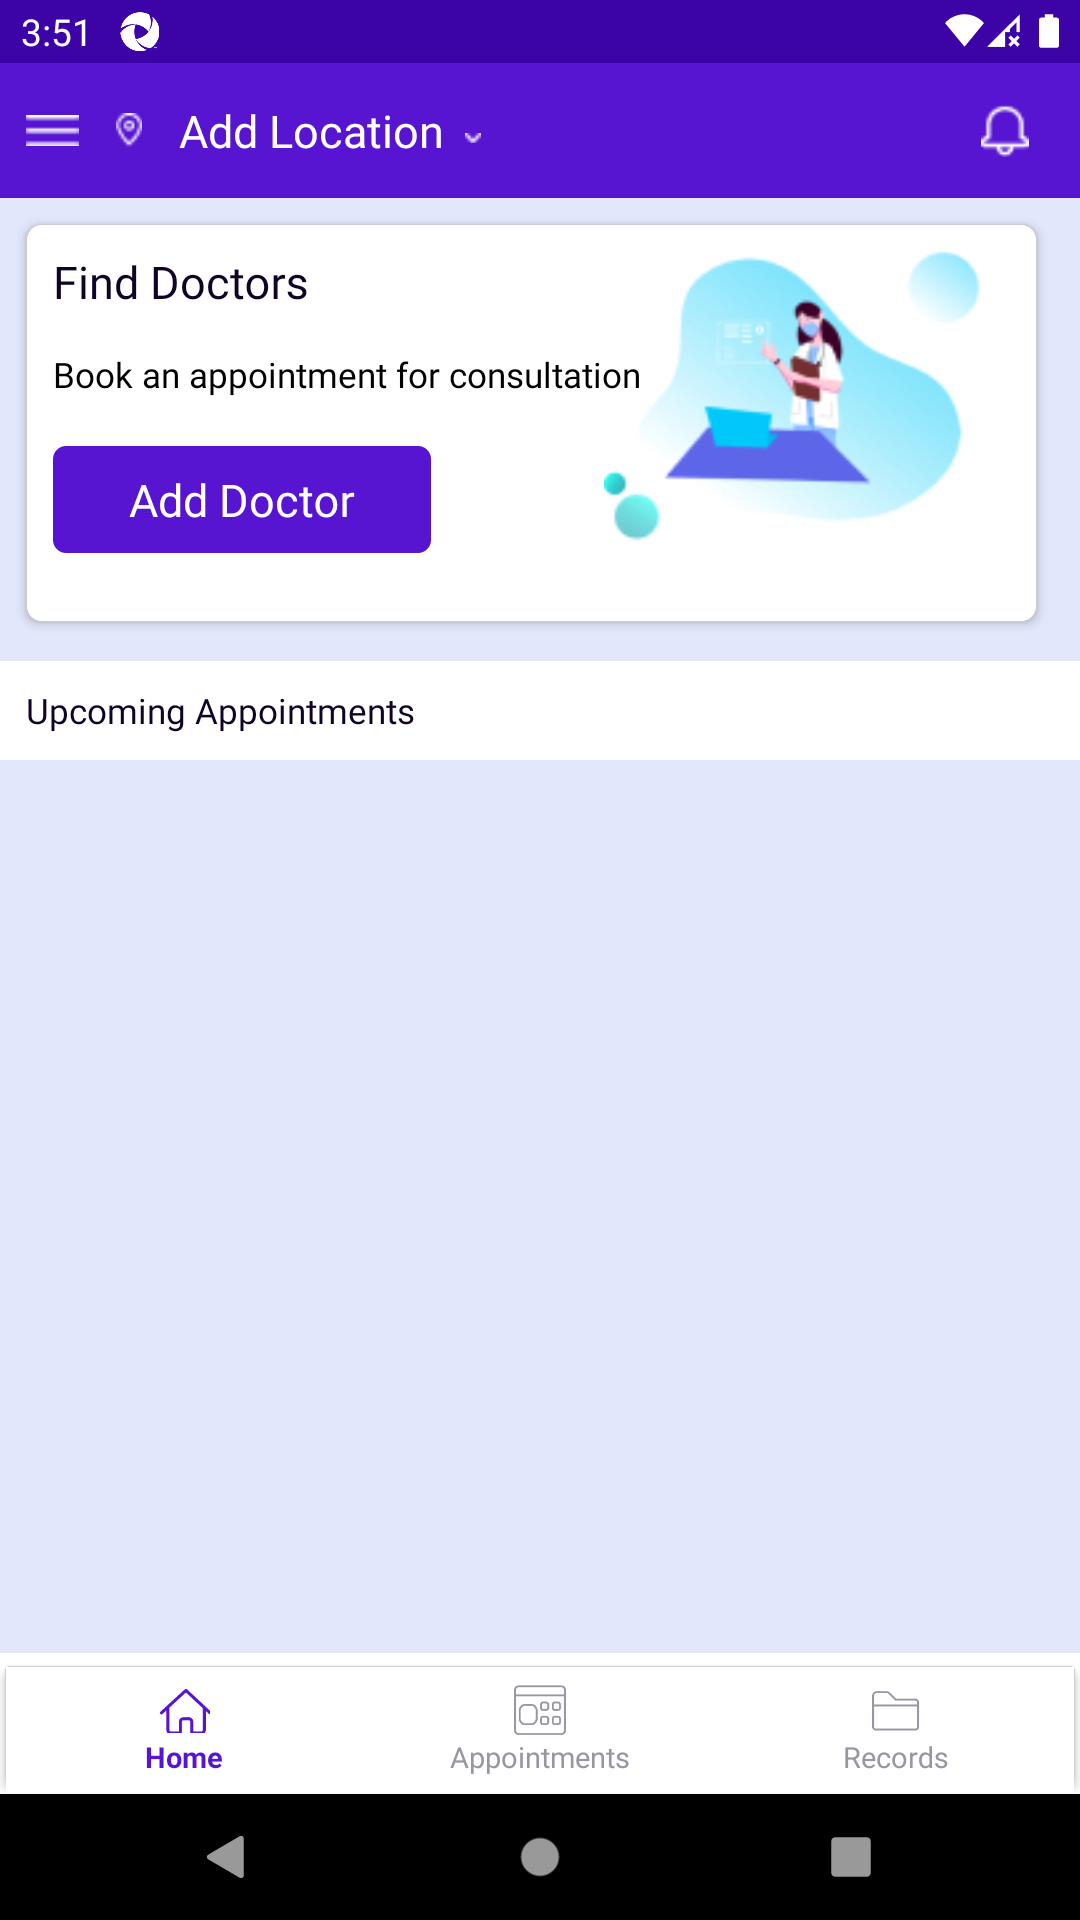 3:51
Add Location
Find Doctors
Book an appointment for consultation
Add Doctor
Upcoming Appointments
Home
Appointments
Records